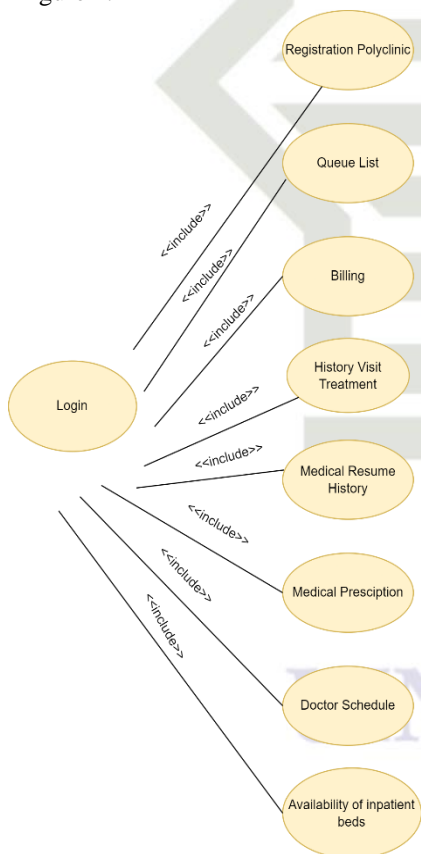 Registration Polyclinic
Queue List
<<include>>
<<include>>
Billing
<<include>>
History Visit
Treatment
<<include>>
Login
<<include>>
Medical Resume
History
<<include>>
Medical Presciption
<<include>>
<<include>>
Doctor Schedule
Availability of inpatient
beds